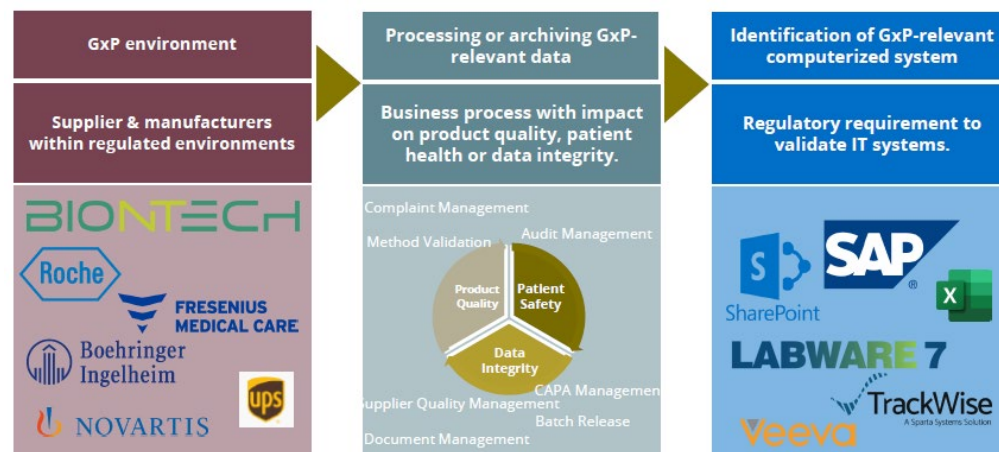 GxP environment
Supplier & manufacturers
within regulated environments
BIONTECH
Roche
FRESENIUS
MEDICAL CARE
Boehringer
Ingelheim
ups
NOVARTIS
Processing or archiving GxP-
relevant data
Business process with impact
on product quality, patient
health or data integrity.
Complaint Management
Audit Management
Method Validation
Product
Quality
Patient
Safety
Data
Integrity
CAPA Management
Supplier Quality Management
Batch Release
Document Management
Identification of GxP-relevant
computerized system
Regulatory requirement to
validate IT systems.
S
SharePoint
SAP®
X
LABWARE 7
TrackWise
A Sparta Systems Solution
Veeva